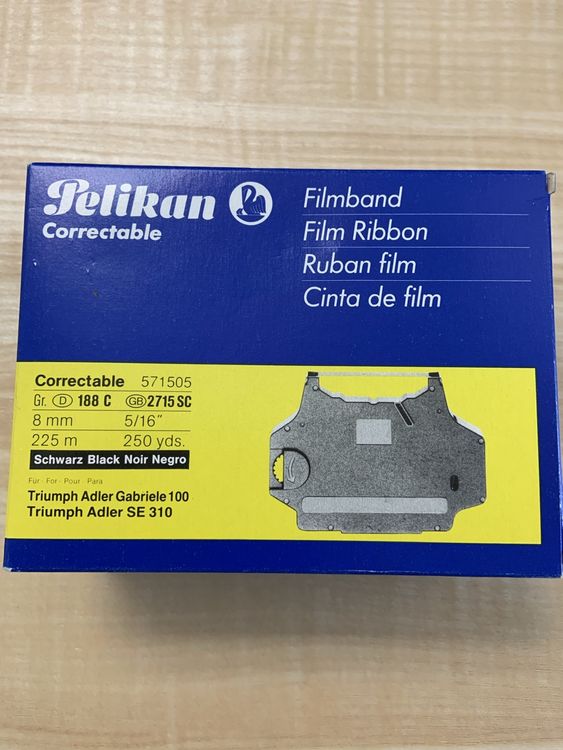 Pelikan
Correctable
Filmband
Film Ribbon
Ruban film
Cinta de film
Correctable 571505
Gr. D 188 C GB 2715 SC
8 mm 5/16"
225 m 250 yds.
Schwarz Black Noir Negro
Für · For · Pour · Para
Triumph Adler Gabriele 100
Triumph Adler SE 310